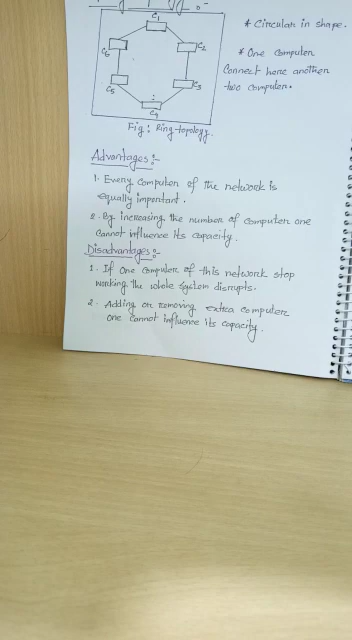 * Circular in shape.
* One computer
connect here another
two computer.
C1
C2
C3
C4
C5
C6
Fig: Ring topology.
Advantages:-
1. Every computer of the network is
equally important.
2. By increasing the number of computer one
cannot influence its capacity.
Disadvantages:-
1. If one computer of this network stop
working the whole system disrupts.
2. Adding or removing extra computer
one cannot influence its capacity.